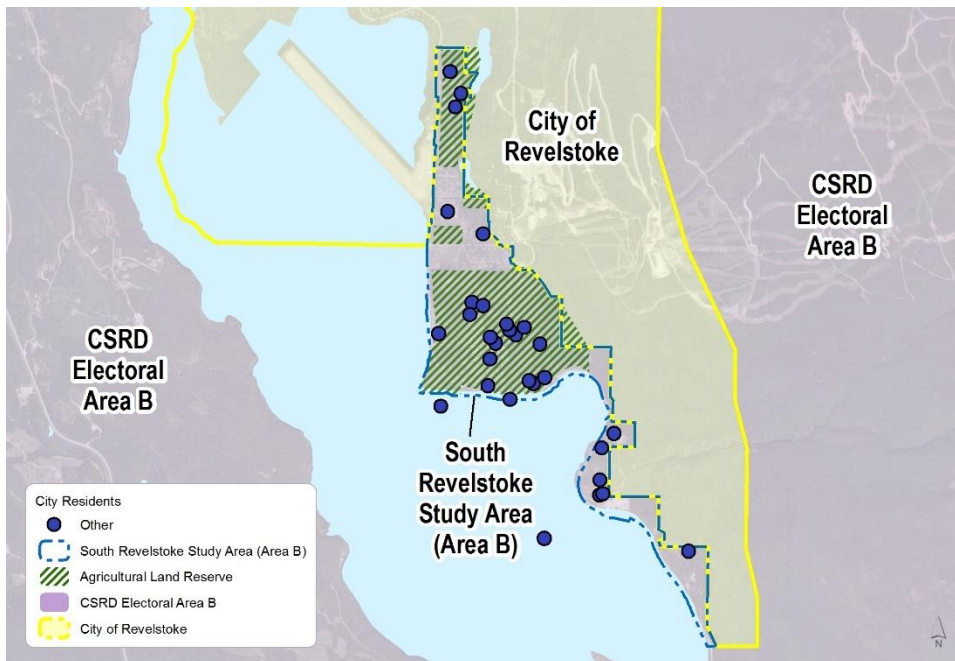 City of
Revelstoke
CSRD
Electoral
Area B
CSRD
Electoral
Area B
South
Revelstoke
Study Area
(Area B)
City Residents
Other
South Revelstoke Study Area (Area B)
Agricultural Land Reserve
CSRD Electoral Area B
City of Revelstoke
N